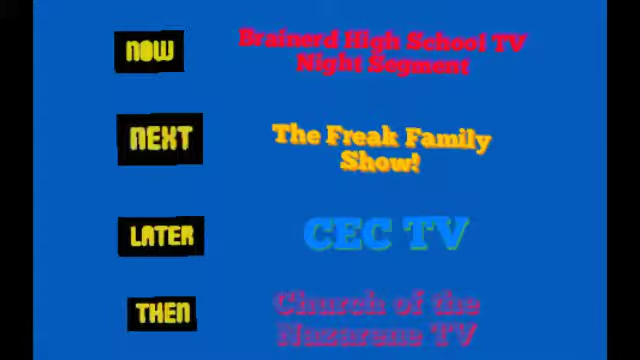 NOW
Brainerd High School TV
Night Segment
NEXT
The Freak Family
Show!
LATER
CEC TV
THEN
Church of the
Nazarene TV